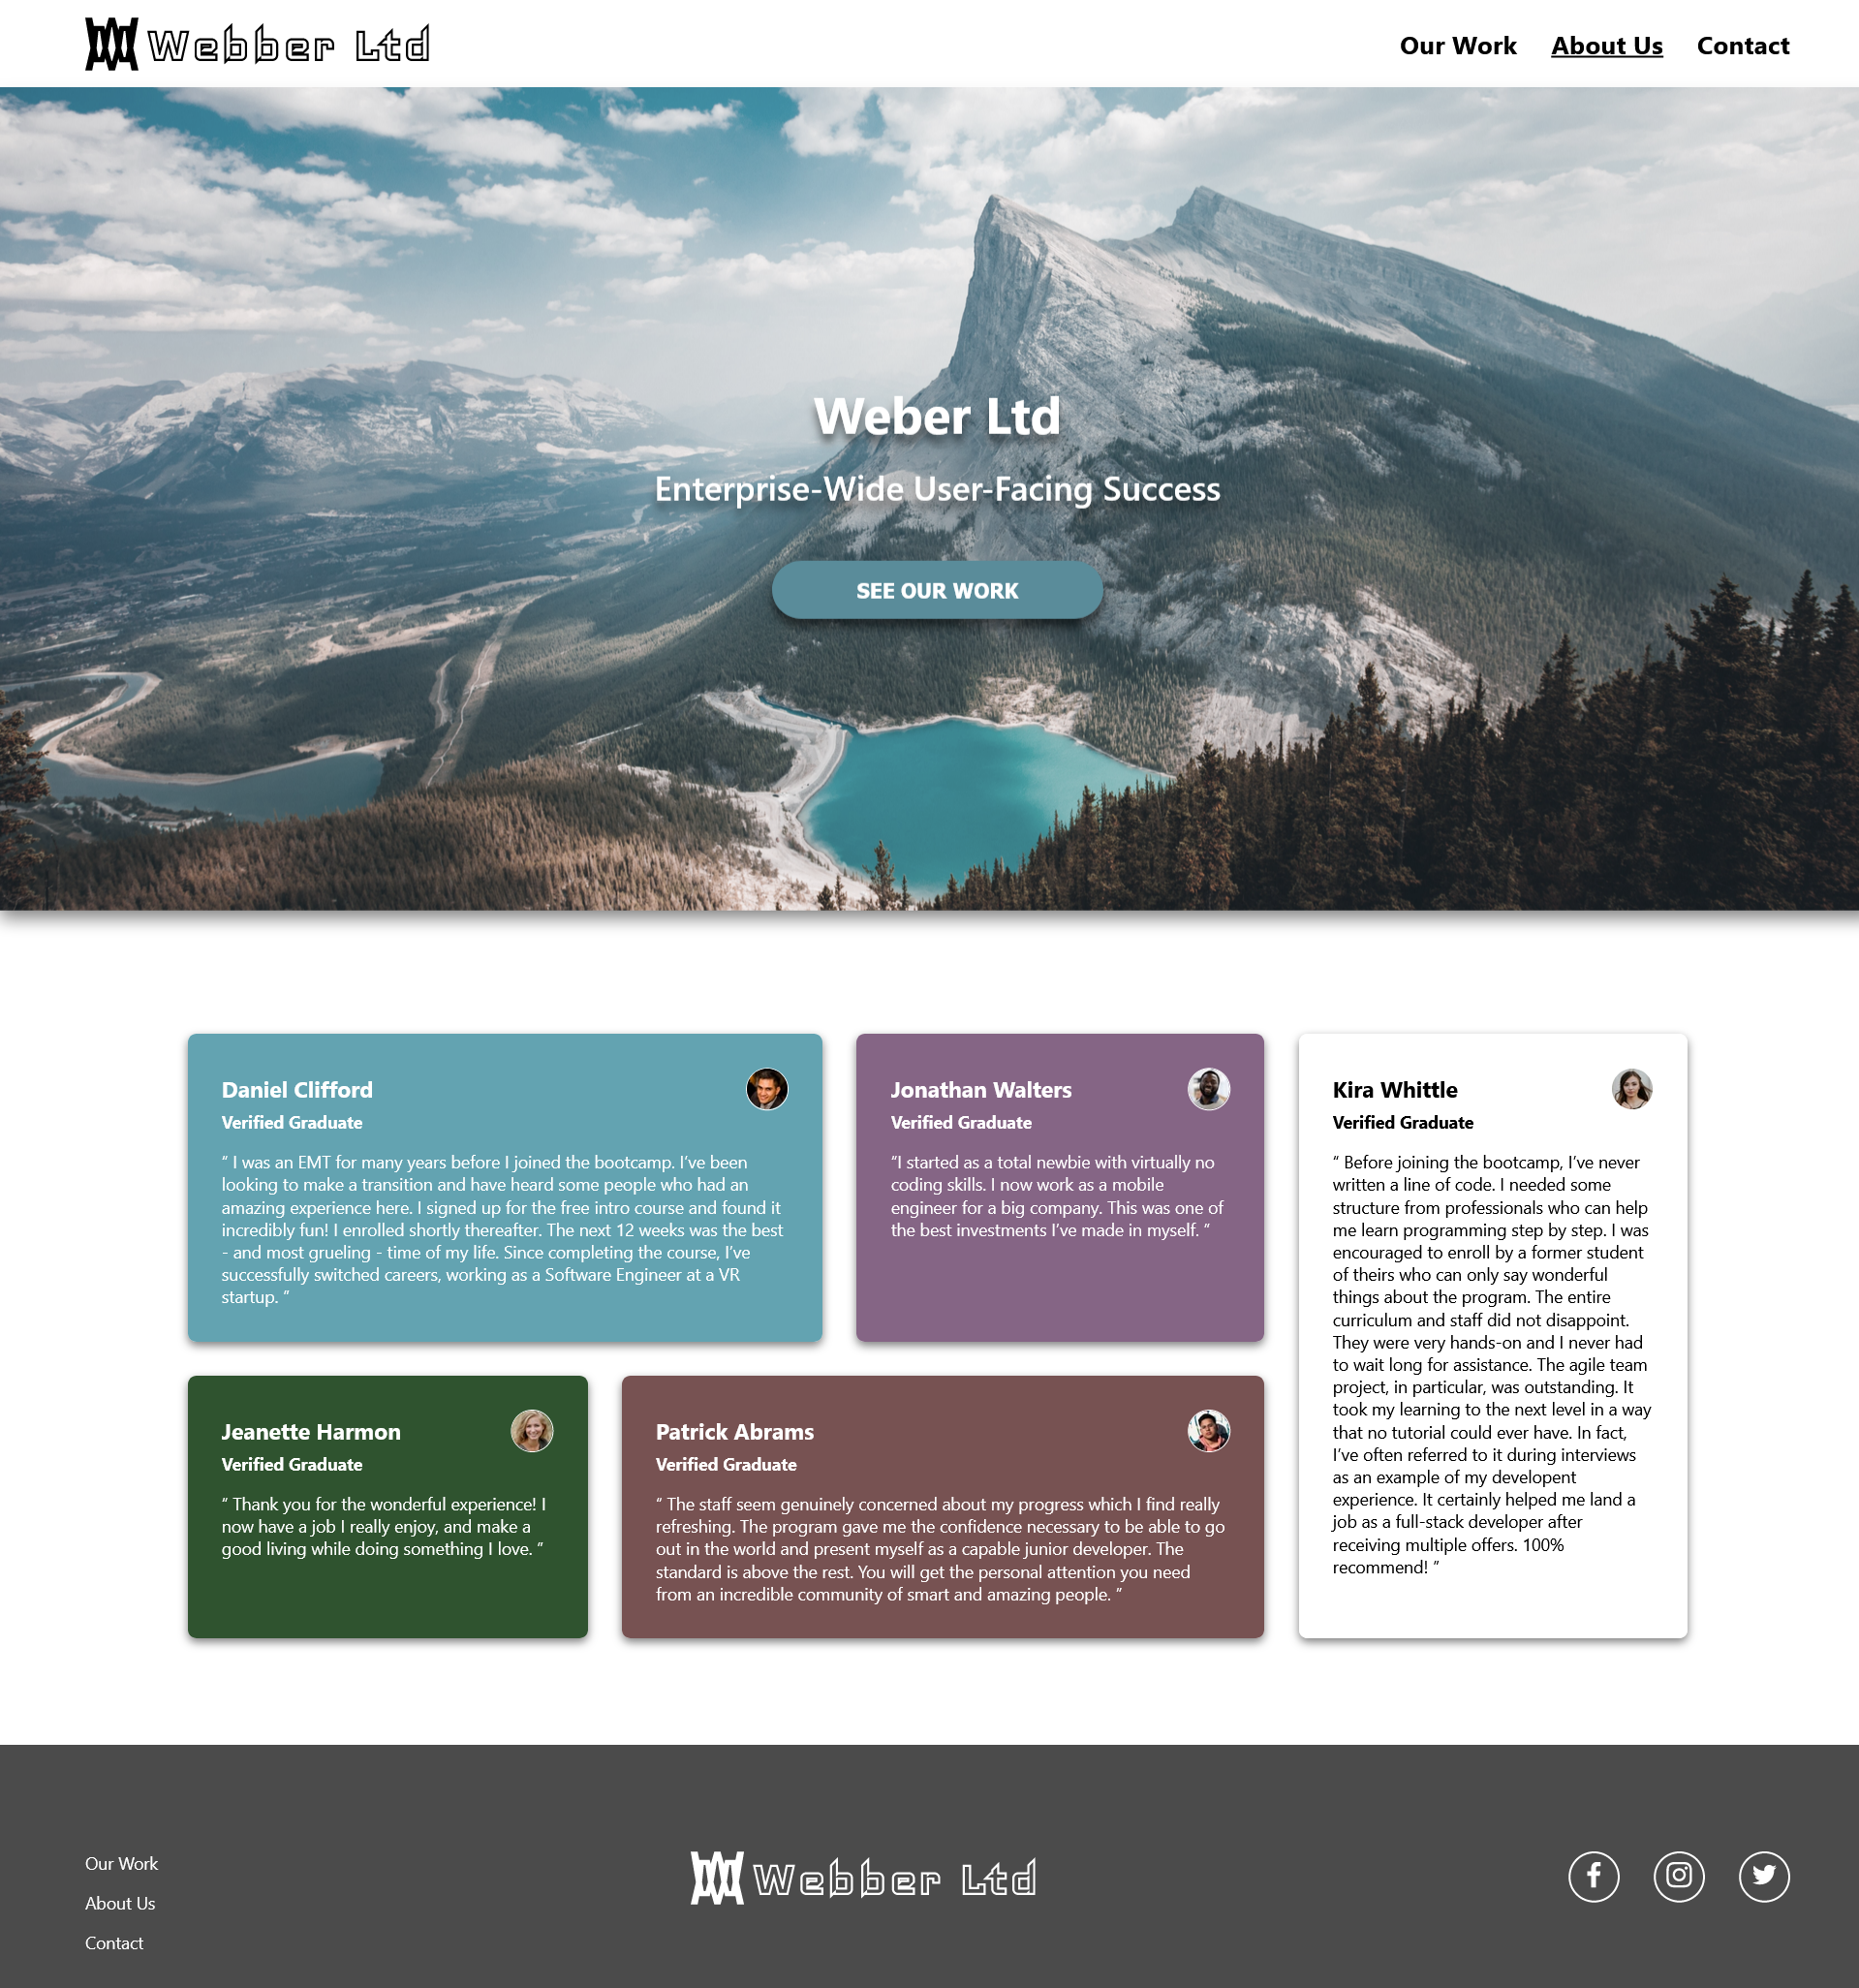 Webber Ltd
Our Work
About Us
Contact
Weber Ltd
Enterprise-Wide User-Facing Success
SEE OUR WORK
Daniel Clifford
Verified Graduate
“ I was an EMT for many years before I joined the bootcamp. I’ve been
looking to make a transition and have heard some people who had an
amazing experience here. I signed up for the free intro course and found it
incredibly fun! I enrolled shortly thereafter. The next 12 weeks was the best
- and most grueling - time of my life. Since completing the course, I’ve
successfully switched careers, working as a Software Engineer at a VR
startup. ”
Jonathan Walters
Verified Graduate
“I started as a total newbie with virtually no
coding skills. I now work as a mobile
engineer for a big company. This was one of
the best investments I’ve made in myself. ”
Kira Whittle
Verified Graduate
“ Before joining the bootcamp, I’ve never
written a line of code. I needed some
structure from professionals who can help
me learn programming step by step. I was
encouraged to enroll by a former student
of theirs who can only say wonderful
things about the program. The entire
curriculum and staff did not disappoint.
They were very hands-on and I never had
to wait long for assistance. The agile team
project, in particular, was outstanding. It
took my learning to the next level in a way
that no tutorial could ever have. In fact,
I’ve often referred to it during interviews
as an example of my developent
experience. It certainly helped me land a
job as a full-stack developer after
receiving multiple offers. 100%
recommend! ”
Jeanette Harmon
Verified Graduate
“ Thank you for the wonderful experience! I
now have a job I really enjoy, and make a
good living while doing something I love. ”
Patrick Abrams
Verified Graduate
“ The staff seem genuinely concerned about my progress which I find really
refreshing. The program gave me the confidence necessary to be able to go
out in the world and present myself as a capable junior developer. The
standard is above the rest. You will get the personal attention you need
from an incredible community of smart and amazing people. ”
Our Work
About Us
Contact
Webber Ltd